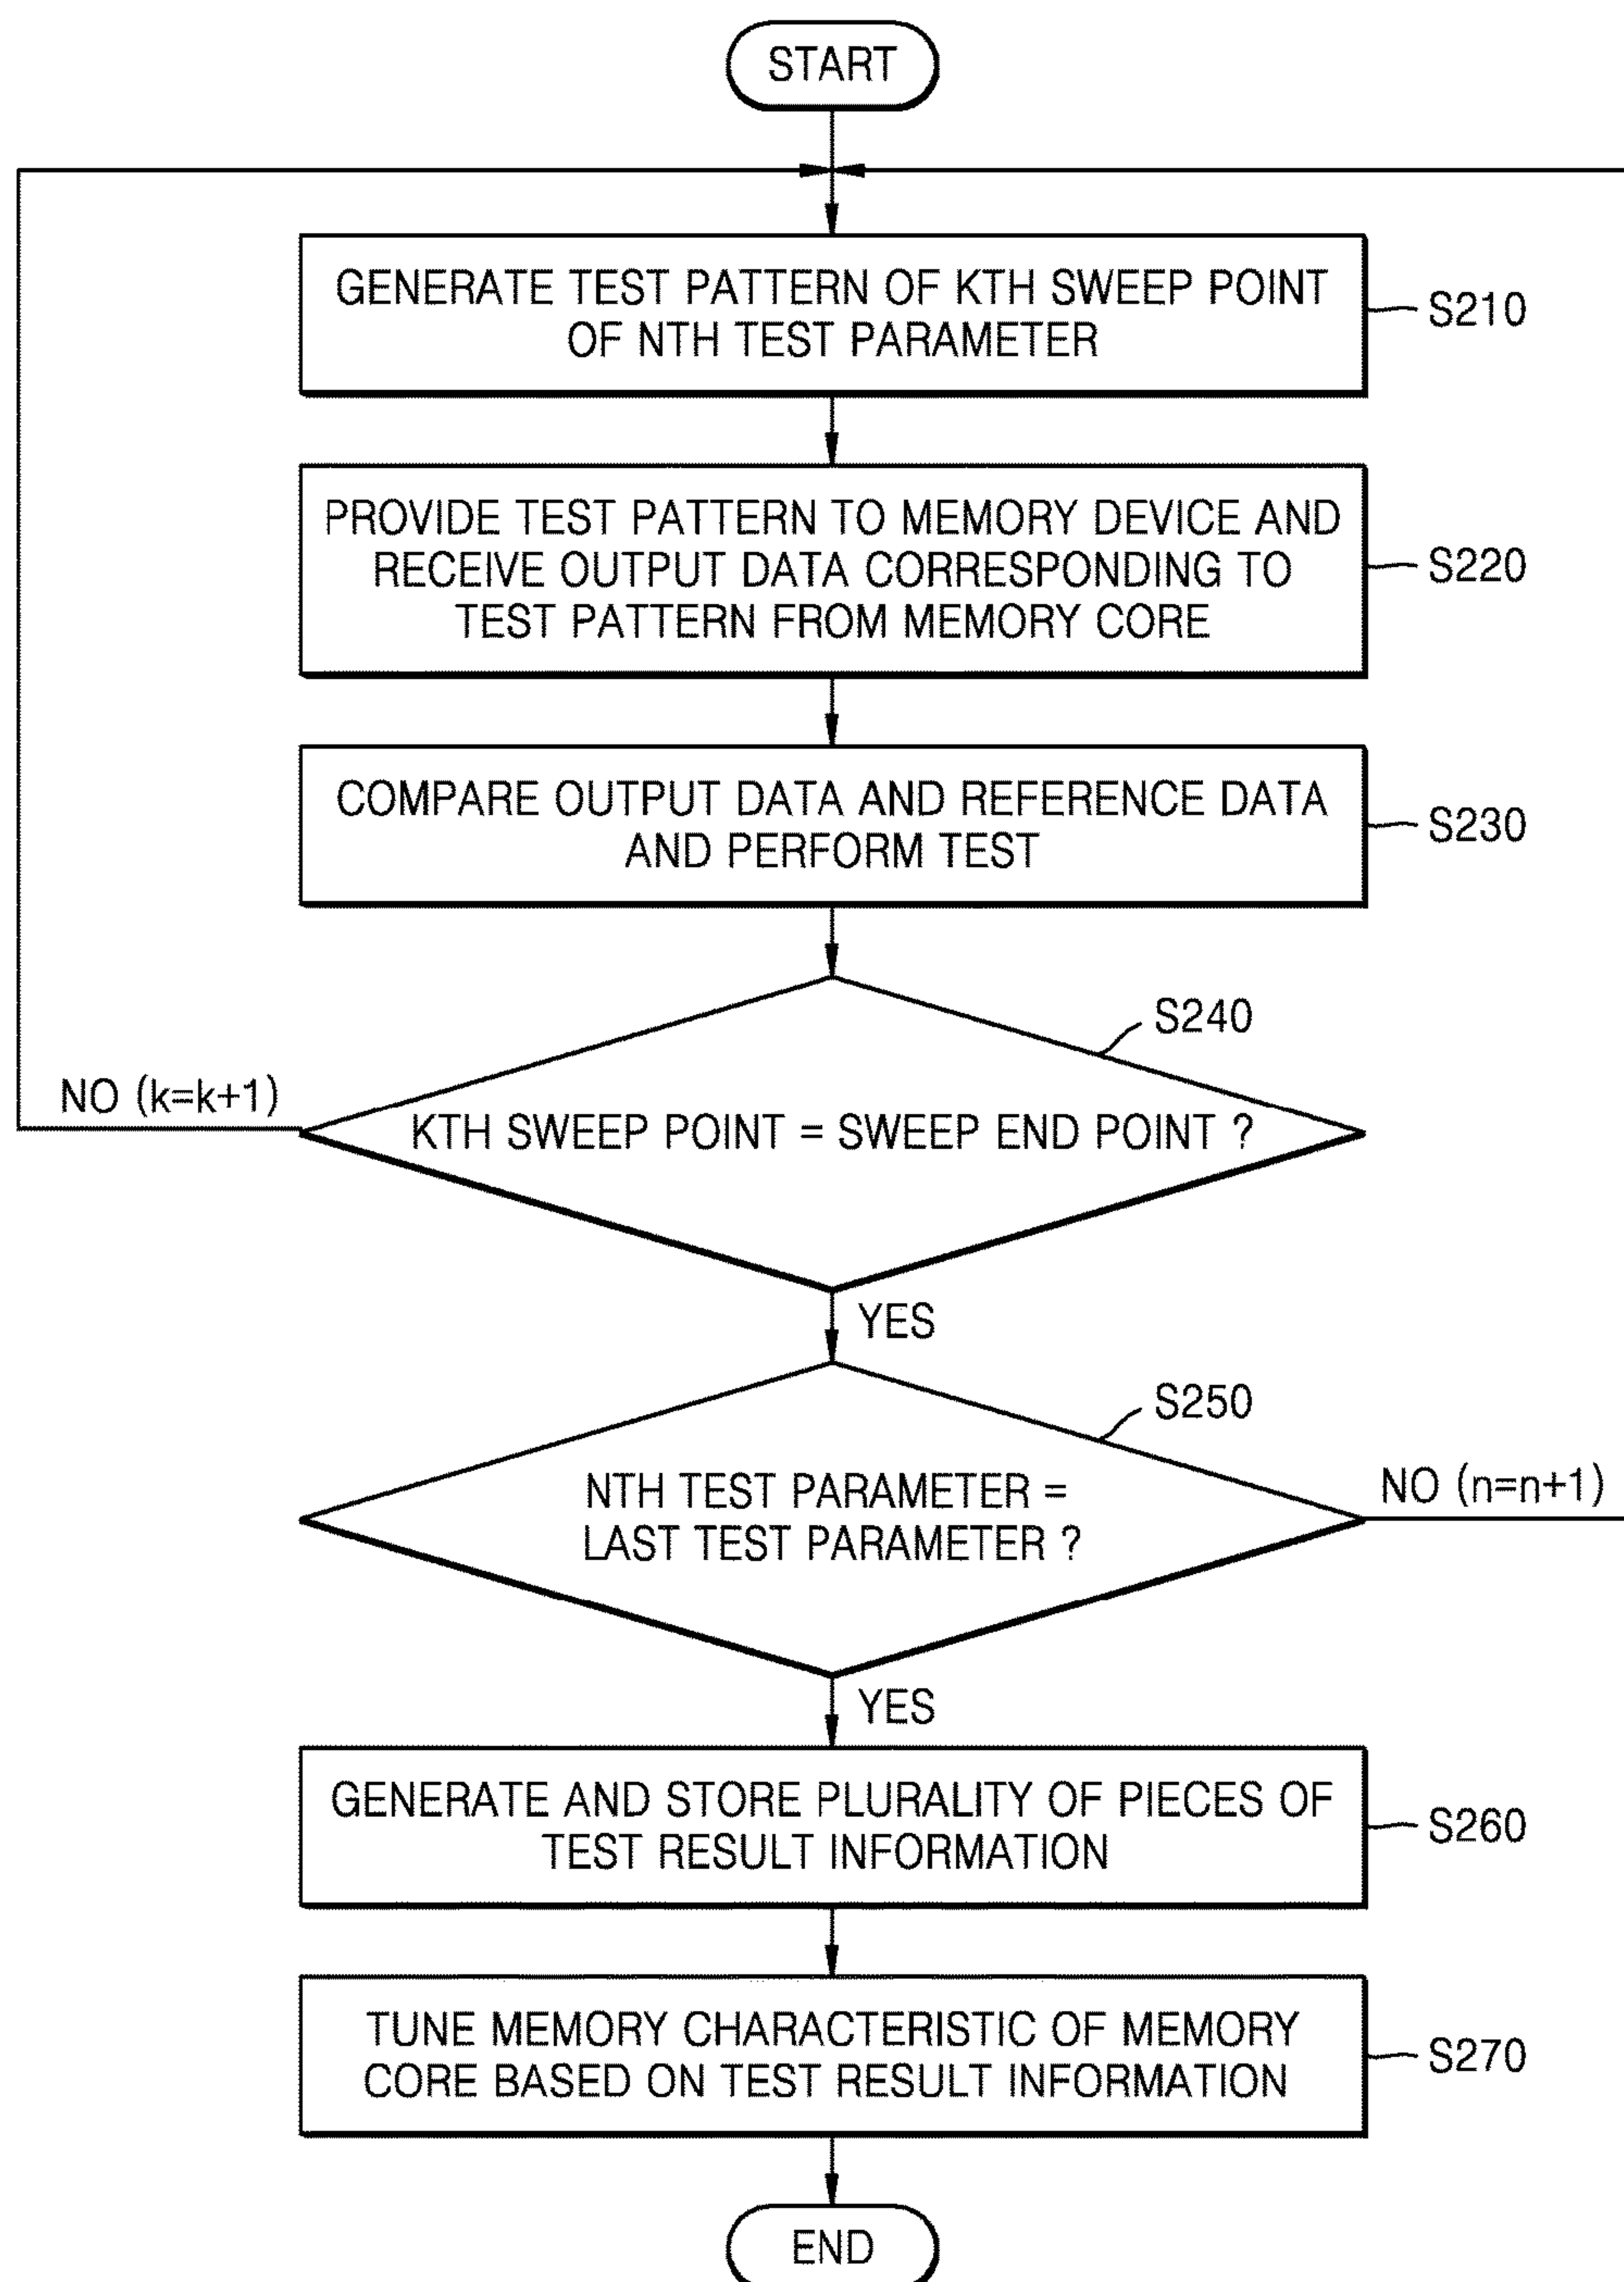 START
GENERATE TEST PATTERN OF KTH SWEEP POINT
OF NTH TEST PARAMETER
S210
PROVIDE TEST PATTERN TO MEMORY DEVICE AND
RECEIVE OUTPUT DATA CORRESPONDING TO
TEST PATTERN FROM MEMORY CORE
S220
COMPARE OUTPUT DATA AND REFERENCE DATA
AND PERFORM TEST
S230
S240
NO (k=k+1)
KTH SWEEP POINT = SWEEP END POINT ?
YES
S250
NTH TEST PARAMETER =
LAST TEST PARAMETER ?
NO (n=n+1)
YES
GENERATE AND STORE PLURALITY OF PIECES OF
TEST RESULT INFORMATION
S260
TUNE MEMORY CHARACTERISTIC OF MEMORY
CORE BASED ON TEST RESULT INFORMATION
S270
END